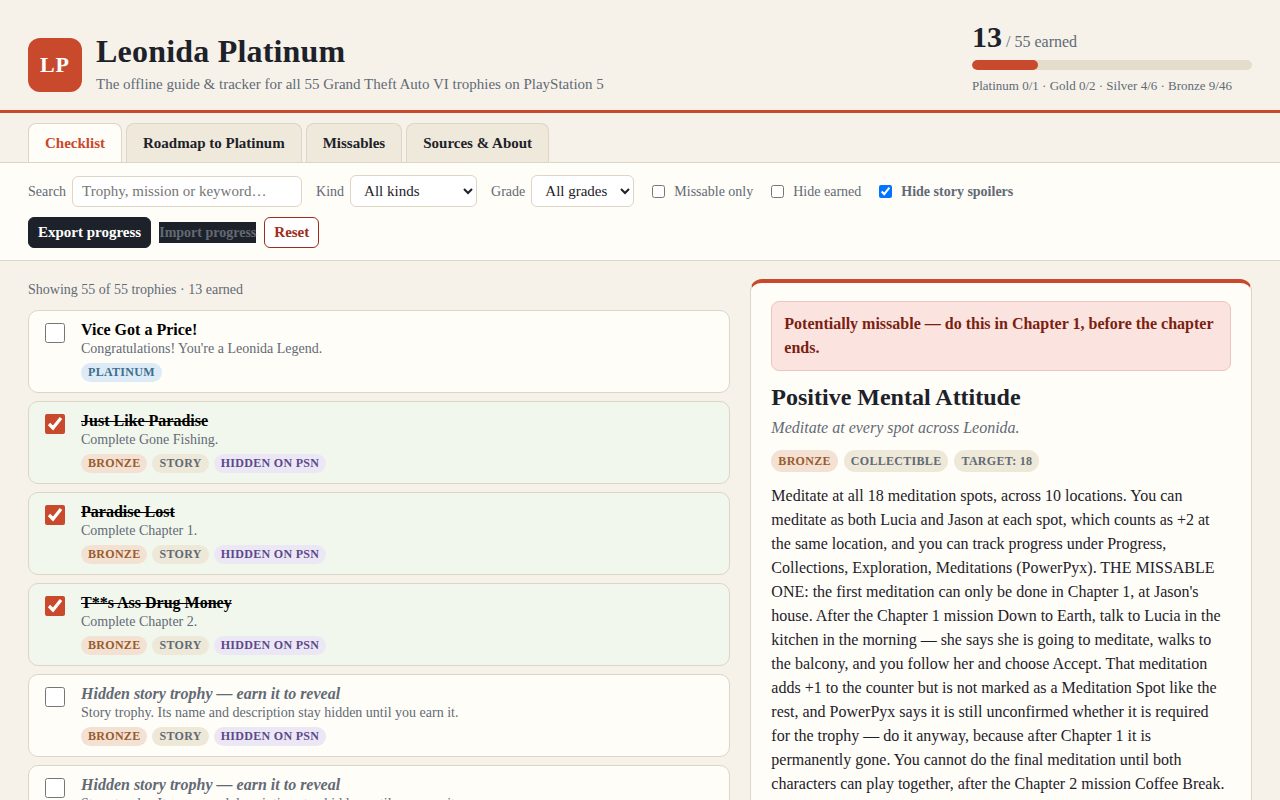 LP
Leonida Platinum
The offline guide & tracker for all 55 Grand Theft Auto VI trophies on PlayStation 5
13 / 55 earned
Platinum 0/1 · Gold 0/2 · Silver 4/6 · Bronze 9/46
Checklist
Roadmap to Platinum
Missables
Sources & About
Search
Trophy, mission or keyword…
Kind
All kinds
Grade
All grades
Missable only
Hide earned
Hide story spoilers
Export progress
Import progress
Reset
Showing 55 of 55 trophies · 13 earned
Vice Got a Price!
Congratulations! You're a Leonida Legend.
PLATINUM
Just Like Paradise
Complete Gone Fishing.
BRONZE STORY HIDDEN ON PSN
Paradise Lost
Complete Chapter 1.
BRONZE STORY HIDDEN ON PSN
T**s Ass Drug Money
Complete Chapter 2.
BRONZE STORY HIDDEN ON PSN
Hidden story trophy — earn it to reveal
Story trophy. Its name and description stay hidden until you earn it.
BRONZE STORY HIDDEN ON PSN
Hidden story trophy — earn it to reveal
Potentially missable — do this in Chapter 1, before the chapter
ends.
Positive Mental Attitude
Meditate at every spot across Leonida.
BRONZE COLLECTIBLE TARGET: 18
Meditate at all 18 meditation spots, across 10 locations. You can
meditate as both Lucia and Jason at each spot, which counts as +2 at
the same location, and you can track progress under Progress,
Collections, Exploration, Meditations (PowerPyx). THE MISSABLE
ONE: the first meditation can only be done in Chapter 1, at Jason's
house. After the Chapter 1 mission Down to Earth, talk to Lucia in the
kitchen in the morning — she says she is going to meditate, walks to
the balcony, and you follow her and choose Accept. That meditation
adds +1 to the counter but is not marked as a Meditation Spot like the
rest, and PowerPyx says it is still unconfirmed whether it is required
for the trophy — do it anyway, because after Chapter 1 it is
permanently gone. You cannot do the final meditation until both
characters can play together, after the Chapter 2 mission Coffee Break.